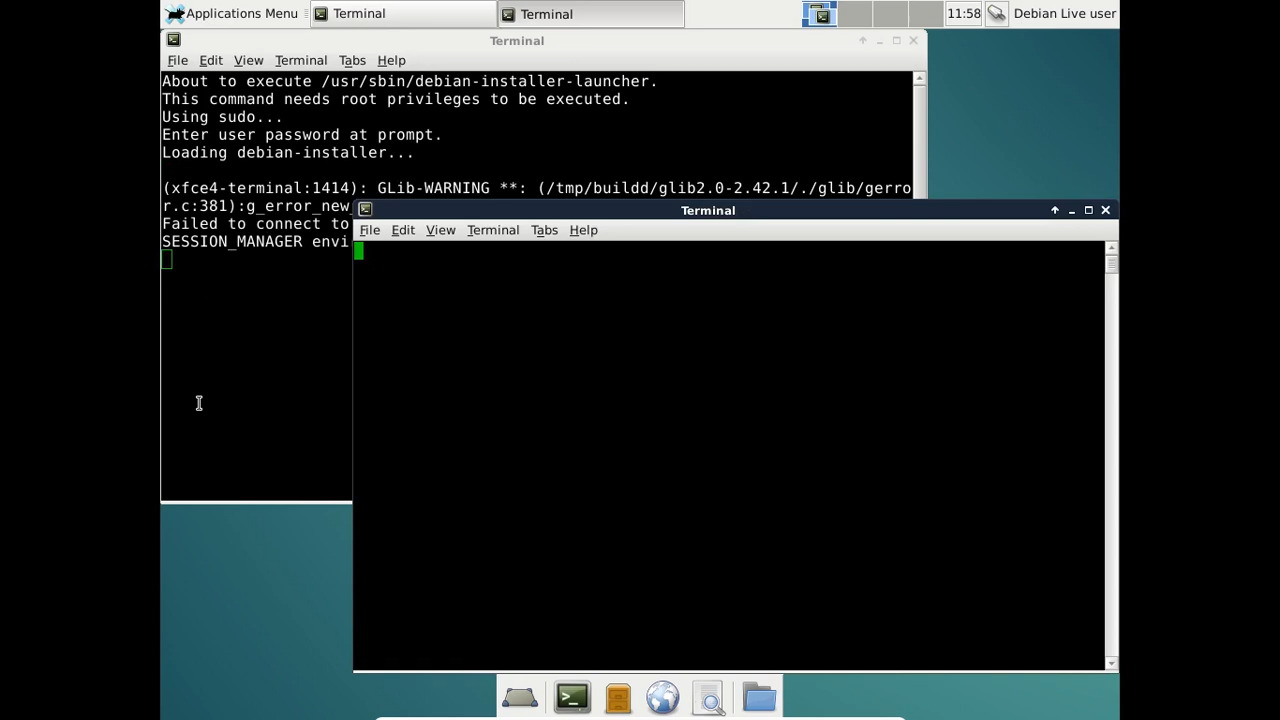 Applications Menu Terminal Terminal 11:58 Debian Live user
Terminal
File Edit View Terminal Tabs Help
About to execute /usr/sbin/debian-installer-launcher.
This command needs root privileges to be executed.
Using sudo...
Enter user password at prompt.
Loading debian-installer...
(xfce4-terminal:1414): GLib-WARNING **: (/tmp/buildd/glib2.0-2.42.1/./glib/gerro
r.c:381):g_error_new
Failed to connect to
SESSION_MANAGER envi
Terminal
File Edit View Terminal Tabs Help